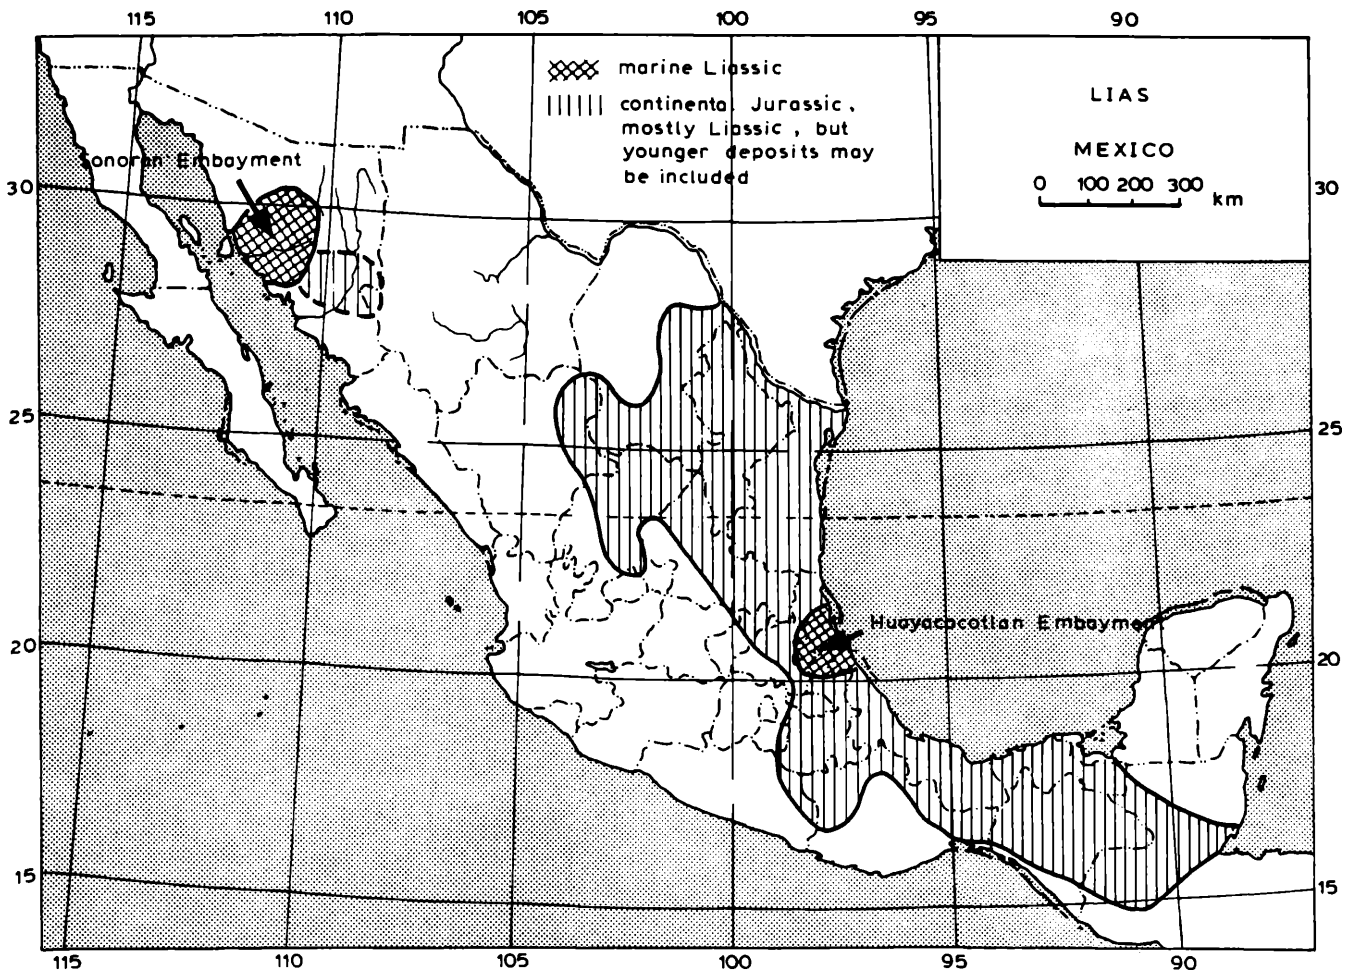 115 110 105 100 95 90
marine Liassic
continental Jurassic,
mostly Liassic, but
younger deposits may
be included
LIAS
MEXICO
0 100 200 300 km
onoran Embayment
30 30
25 25
Huayacocotlan Embaymen
20 20
15 15
115 110 105 100 95 90